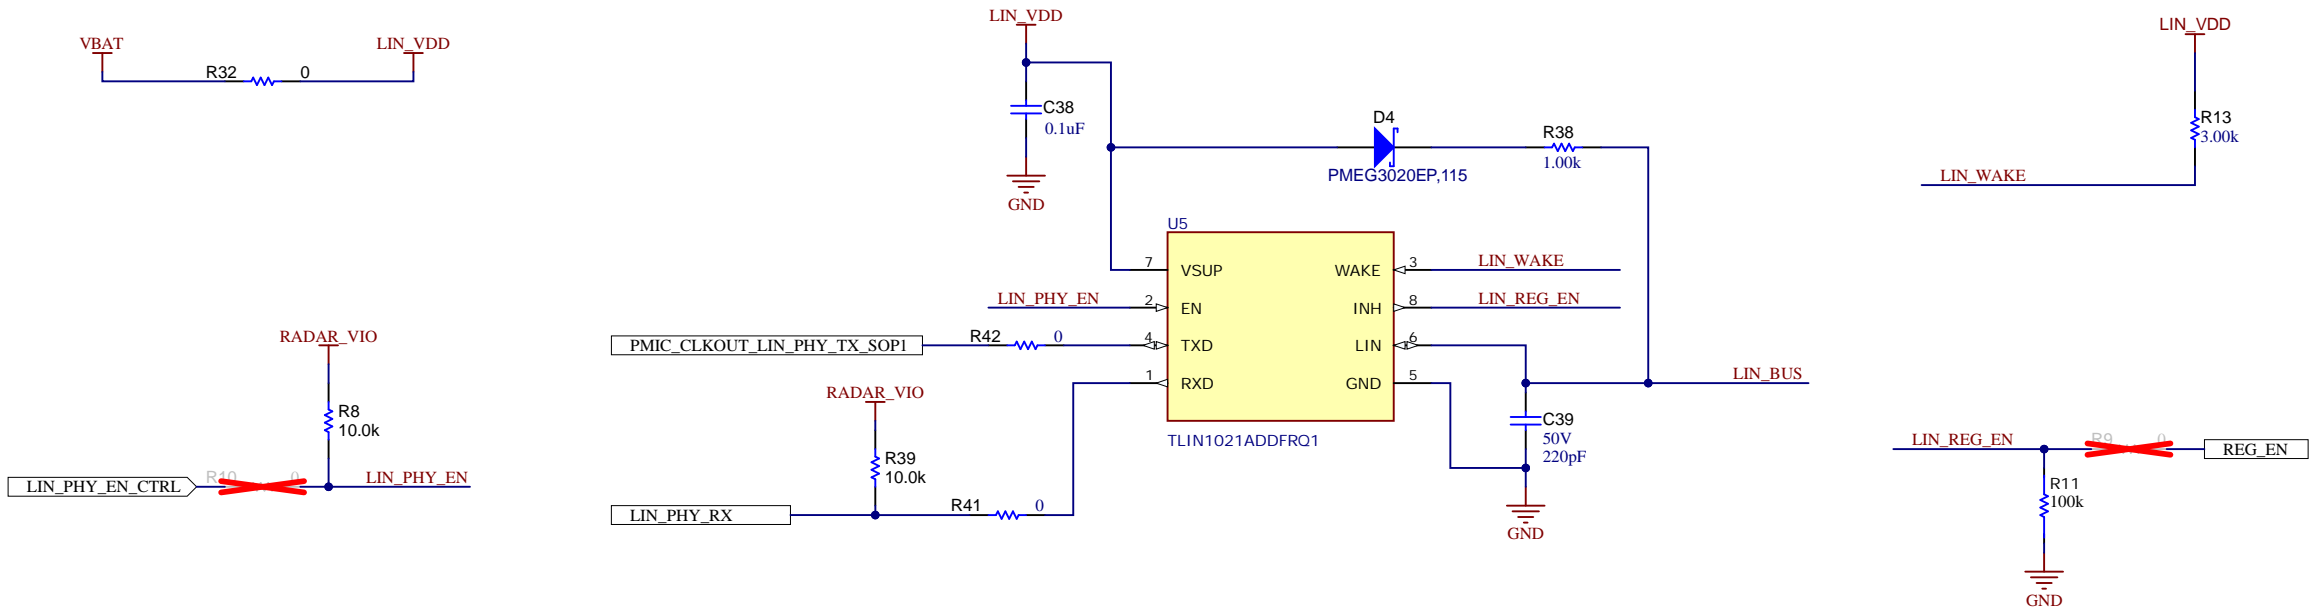 VBAT
LIN_VDD
R32
0
LIN_VDD
C38
0.1uF
GND
D4
PMEG3020EP,115
R38
1.00k
LIN_VDD
R13
3.00k
LIN_WAKE
U5
7
VSUP
WAKE
3
LIN_WAKE
LIN_PHY_EN
2
EN
INH
8
LIN_REG_EN
PMIC_CLKOUT_LIN_PHY_TX_SOP1
R42
0
4
TXD
LIN
6
1
RXD
GND
5
LIN_BUS
TLIN1021ADDFRQ1
C39
50V
220pF
GND
RADAR_VIO
R8
10.0k
LIN_PHY_EN_CTRL
R10
0
LIN_PHY_EN
RADAR_VIO
R39
10.0k
LIN_PHY_RX
R41
0
LIN_REG_EN
R9
0
REG_EN
R11
100k
GND